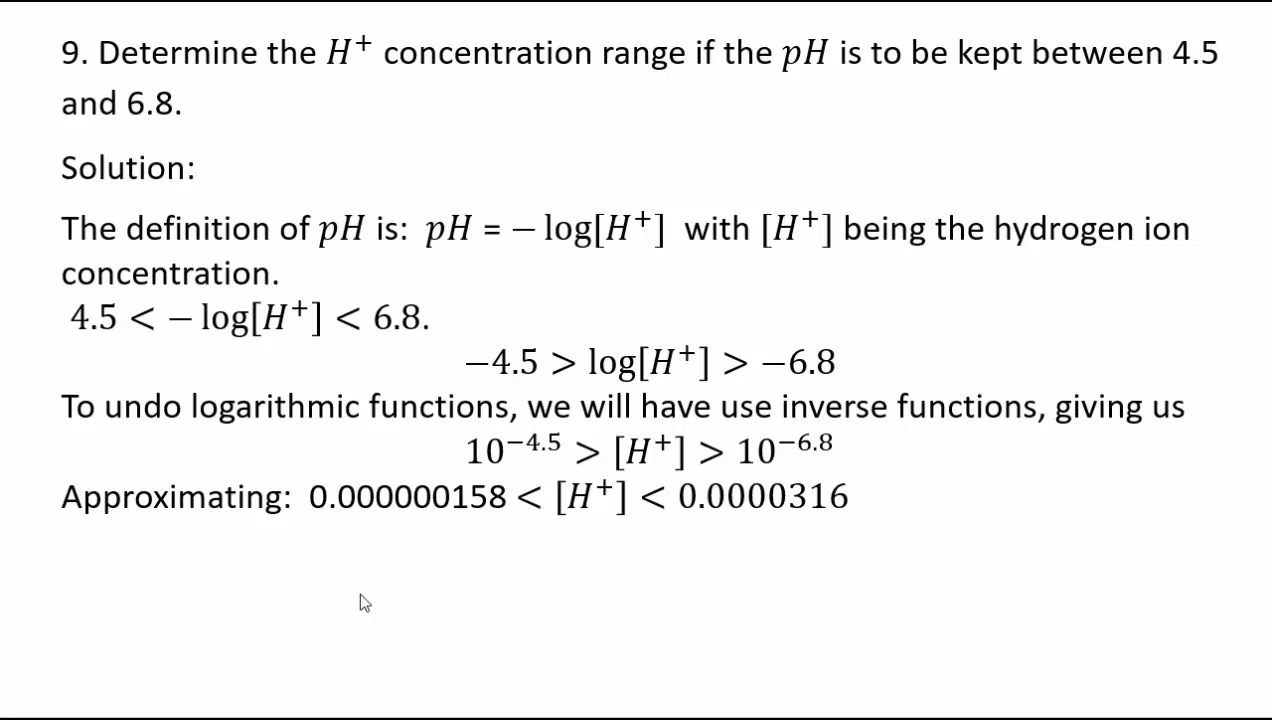 9. Determine the H⁺ concentration range if the pH is to be kept between 4.5
and 6.8.
Solution:
The definition of pH is: pH = − log[H⁺] with [H⁺] being the hydrogen ion
concentration.
4.5 < − log[H⁺] < 6.8.
−4.5 > log[H⁺] > −6.8
To undo logarithmic functions, we will have use inverse functions, giving us
10⁻⁴·⁵ > [H⁺] > 10⁻⁶·⁸
Approximating: 0.000000158 < [H⁺] < 0.0000316